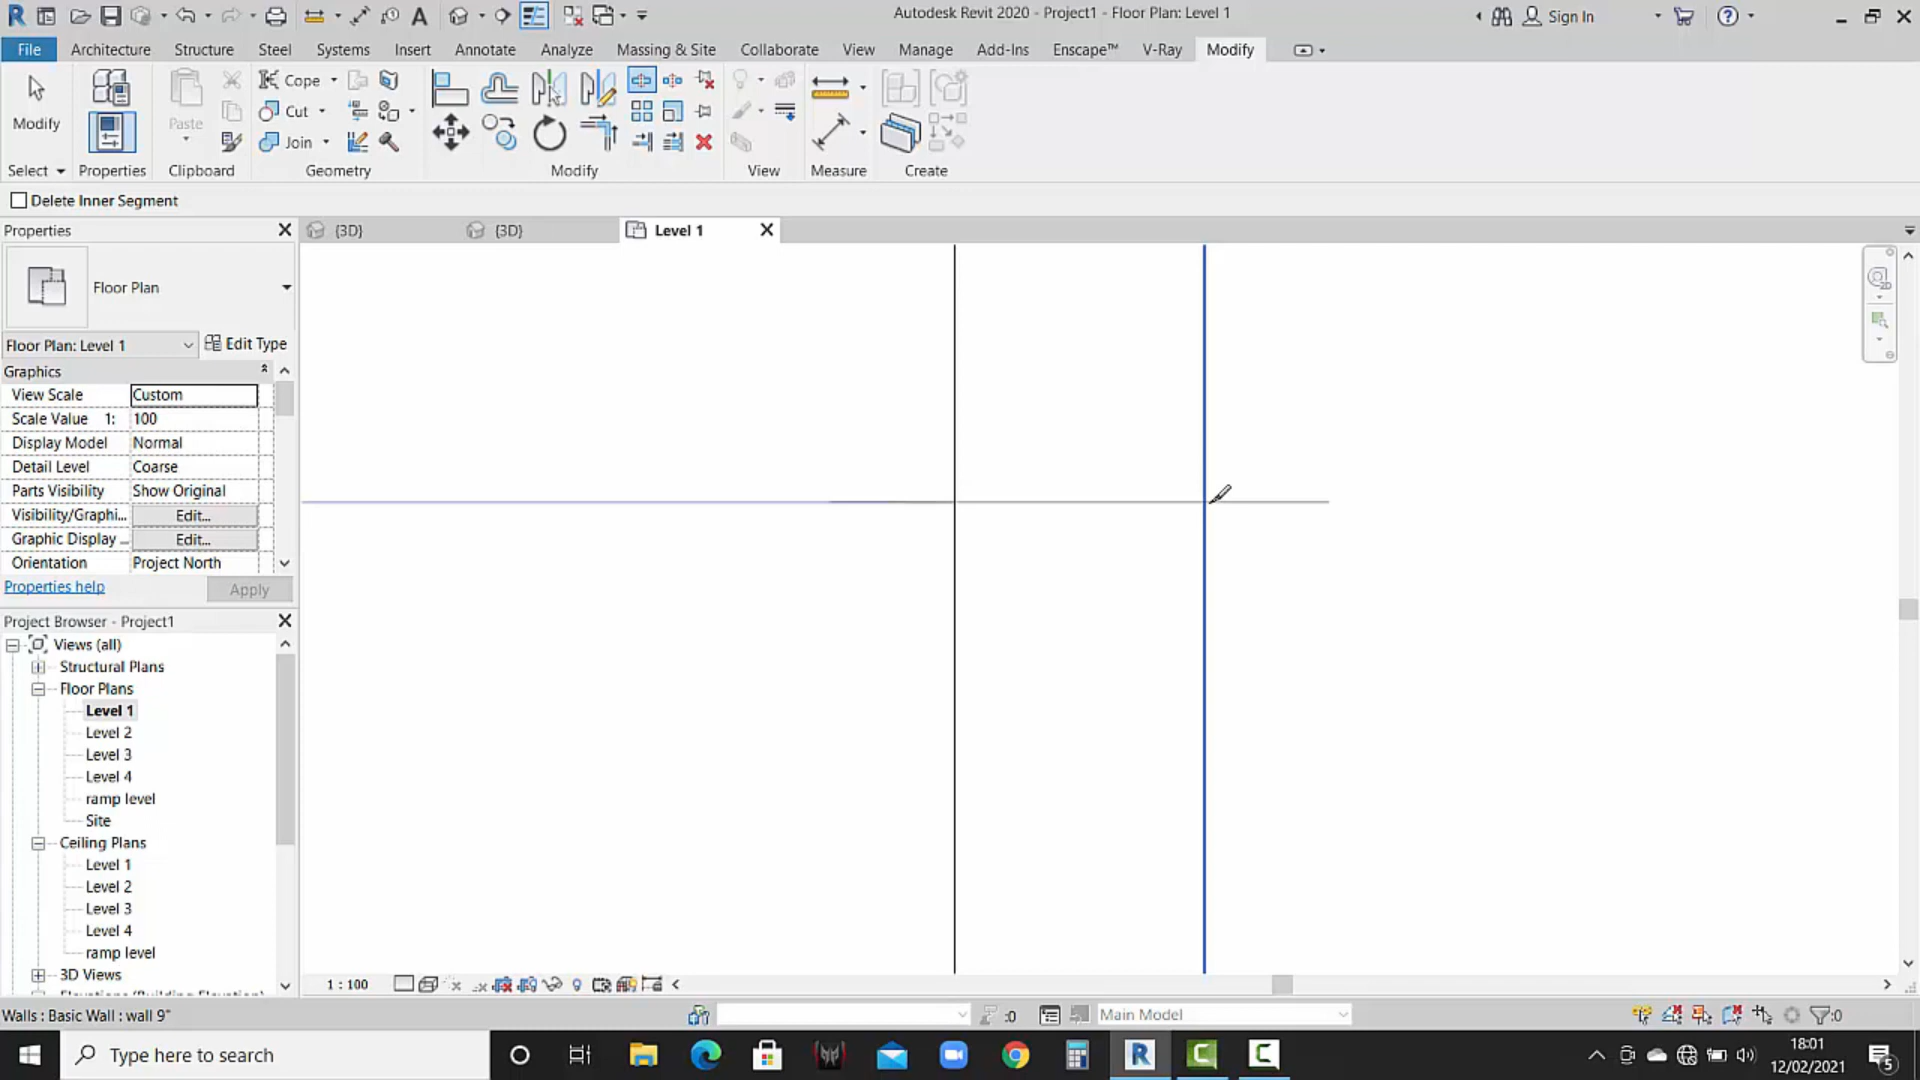 Autodesk Revit 2020 - Project1 - Floor Plan: Level 1
Sign In
File Architecture Structure Steel Systems Insert Annotate Analyze Massing & Site Collaborate View Manage Add-Ins Enscape™ V-Ray Modify
Modify
Paste
Cope
Cut
Join
Select Properties Clipboard Geometry Modify View Measure Create
Delete Inner Segment
Properties
{3D}
{3D}
Level 1
Floor Plan
Floor Plan: Level 1
Edit Type
Graphics
View Scale Custom
Scale Value 1: 100
Display Model Normal
Detail Level Coarse
Parts Visibility Show Original
Visibility/Graphi... Edit...
Graphic Display ... Edit...
Orientation Project North
Properties help
Apply
Project Browser - Project1
Views (all)
Structural Plans
Floor Plans
Level 1
Level 2
Level 3
Level 4
ramp level
Site
Ceiling Plans
Level 1
Level 2
Level 3
Level 4
ramp level
3D Views
Elevations (Building Elevation)
1 : 100
Walls : Basic Wall : wall 9"
:0
Main Model
:0
Type here to search
18:01
12/02/2021
5